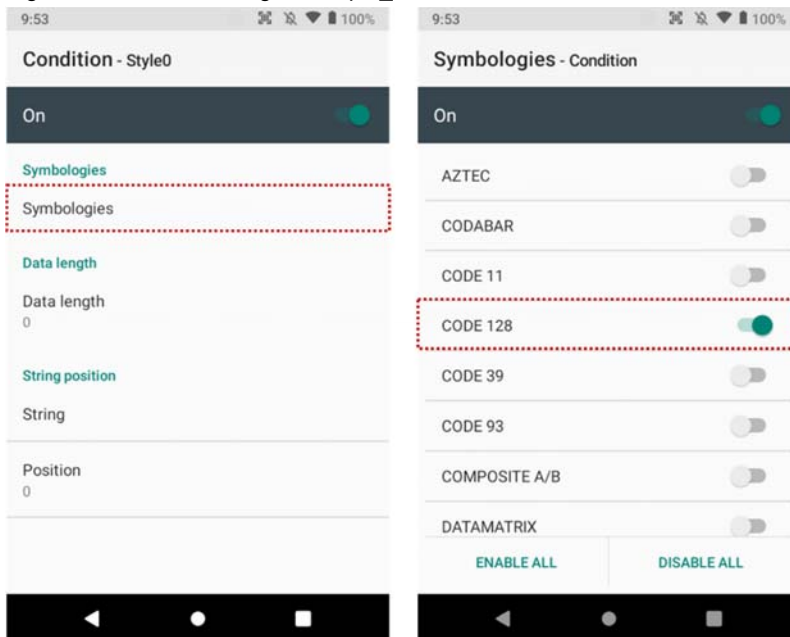 9:53
100%
Condition - Style0
On
Symbologies
Symbologies
Data length
Data length
0
String position
String
Position
0
9:53
100%
Symbologies - Condition
On
AZTEC
CODABAR
CODE 11
CODE 128
CODE 39
CODE 93
COMPOSITE A/B
DATAMATRIX
ENABLE ALL
DISABLE ALL